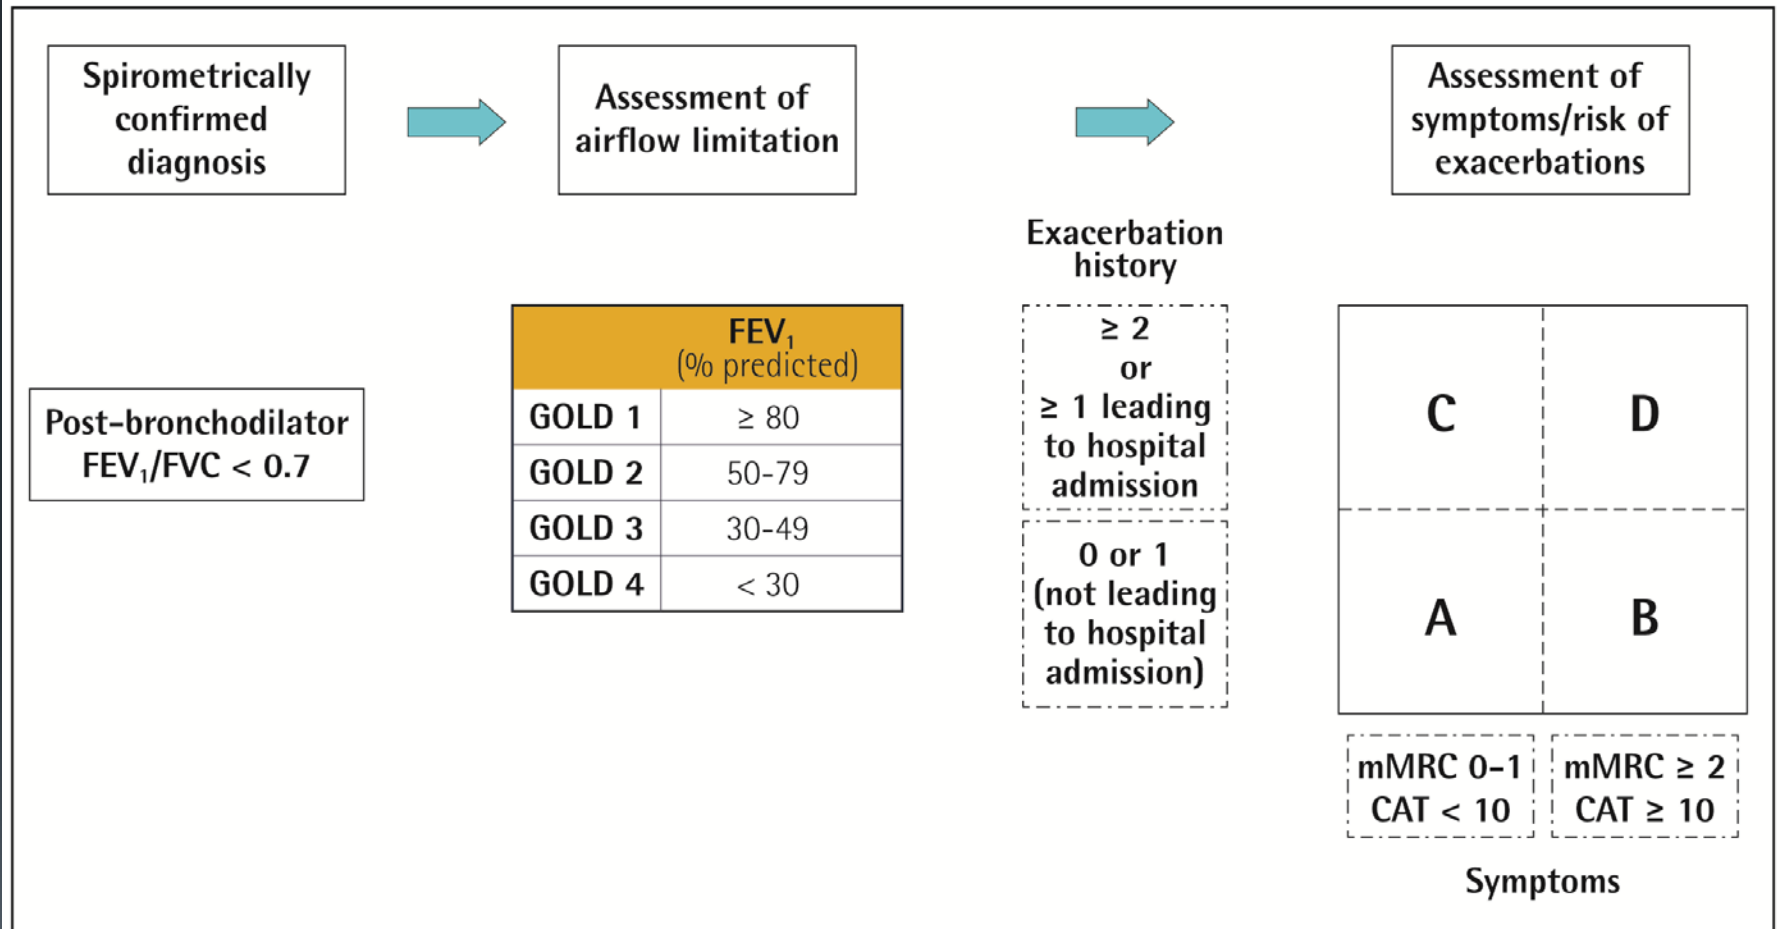 Spirometrically
confirmed
diagnosis
Assessment of
airflow limitation
Assessment of
symptoms/risk of
exacerbations
Post-bronchodilator
FEV₁/FVC < 0.7
FEV₁
(% predicted)
GOLD 1 ≥ 80
GOLD 2 50-79
GOLD 3 30-49
GOLD 4 < 30
Exacerbation
history
≥ 2
or
≥ 1 leading
to hospital
admission
0 or 1
(not leading
to hospital
admission)
C D
A B
mMRC 0-1
CAT < 10
mMRC ≥ 2
CAT ≥ 10
Symptoms